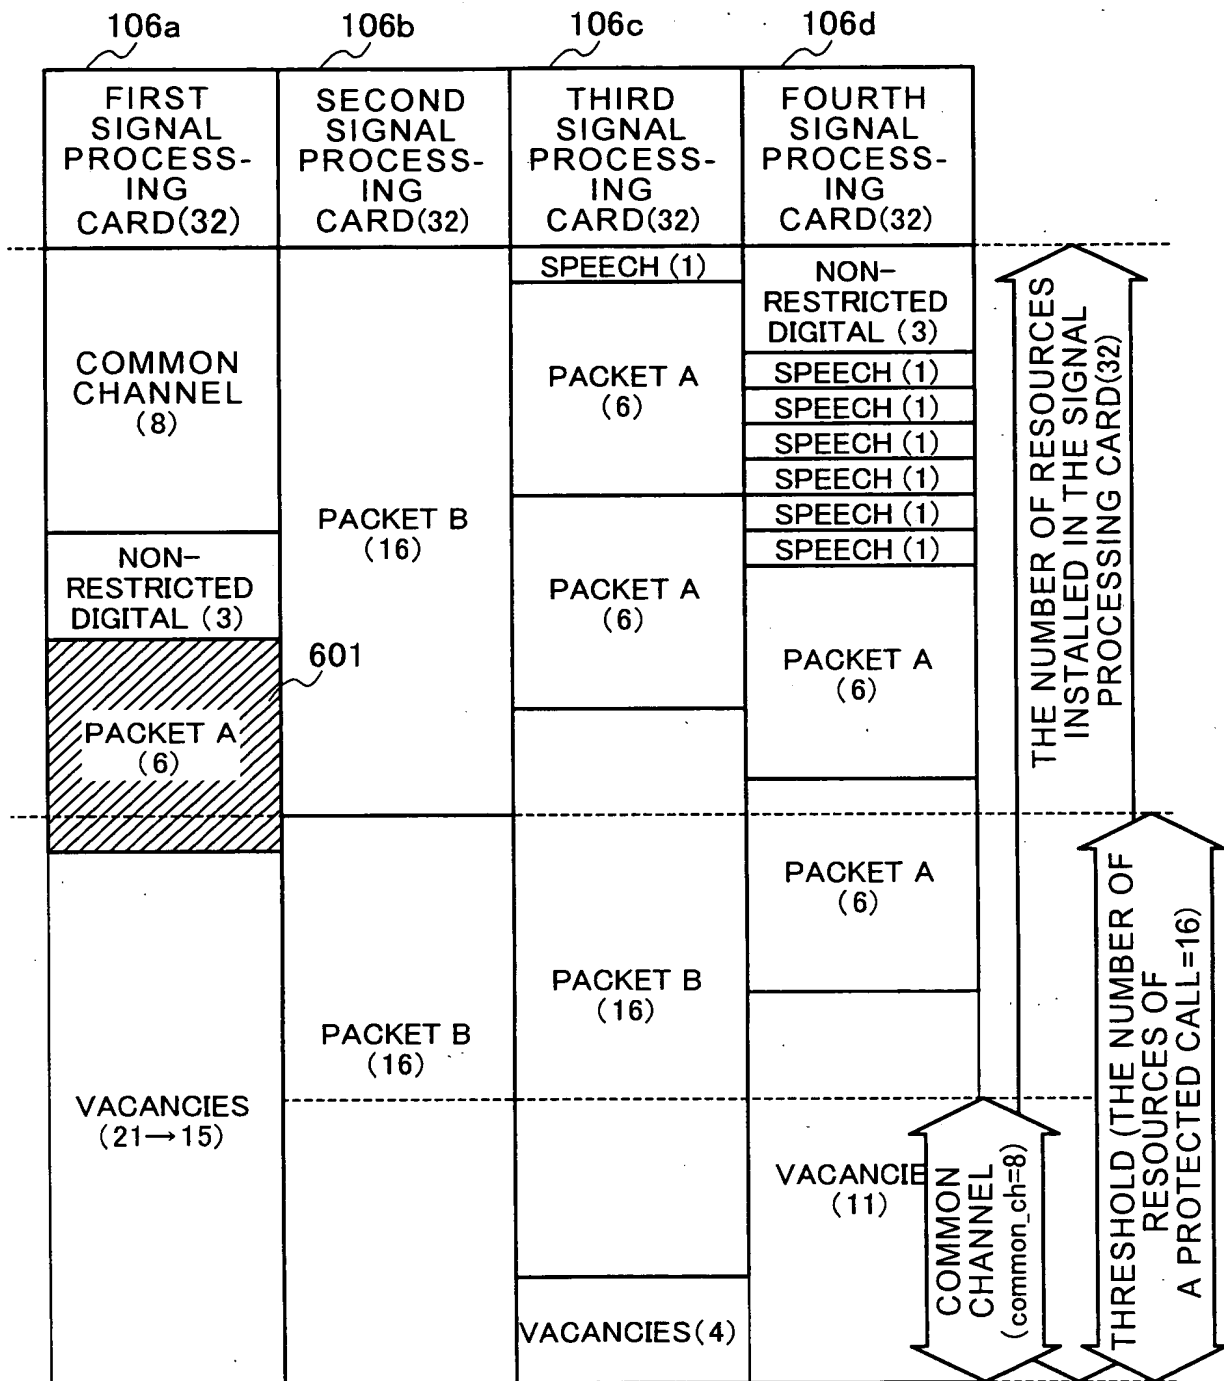 106a
106b
106c
106d
FIRST
SIGNAL
PROCESS-
ING
CARD(32)
SECOND
SIGNAL
PROCESS-
ING
CARD(32)
THIRD
SIGNAL
PROCESS-
ING
CARD(32)
FOURTH
SIGNAL
PROCESS-
ING
CARD(32)
COMMON
CHANNEL
(8)
NON-
RESTRICTED
DIGITAL (3)
601
PACKET A
(6)
VACANCIES
(21→15)
PACKET B
(16)
PACKET B
(16)
SPEECH (1)
PACKET A
(6)
PACKET A
(6)
PACKET B
(16)
VACANCIES(4)
NON-
RESTRICTED
DIGITAL (3)
SPEECH (1)
SPEECH (1)
SPEECH (1)
SPEECH (1)
SPEECH (1)
SPEECH (1)
PACKET A
(6)
PACKET A
(6)
VACANCIE
(11)
THE NUMBER OF RESOURCES
INSTALLED IN THE SIGNAL
PROCESSING CARD(32)
COMMON
CHANNEL
(common_ch=8)
THRESHOLD (THE NUMBER OF
RESOURCES OF
A PROTECTED CALL=16)